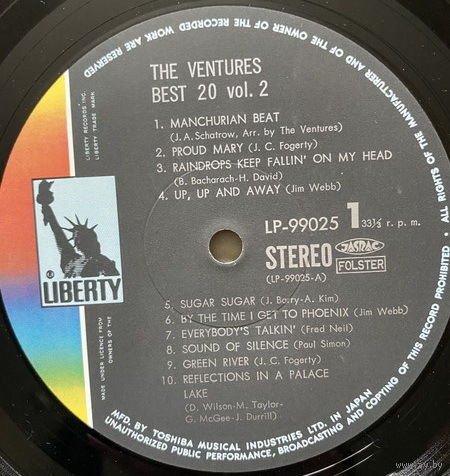 ALL RIGHTS OF THE MANUFACTURER AND OF THE OWNER OF THE RECORDED WORK ARE RESERVED
THE VENTURES
BEST 20 vol. 2
1. MANCHURIAN BEAT
(J. A. Schatrow, Arr. by The Ventures)
2. PROUD MARY (J. C. Fogerty)
3. RAINDROPS KEEP FALLIN' ON MY HEAD
(B. Bacharach-H. David)
4. UP, UP AND AWAY (Jim Webb)
LIBERTY RECORDS INC.
LIBERTY TRADE MARK
LP-99025 1 33⅓ r. p. m.
STEREO JASRAC
(LP-99025-A) FOLSTER
® LIBERTY
MADE UNDER LICENCE FROM
OWNERS OF THE
5. SUGAR SUGAR (J. Barry-A. Kim)
6. BY THE TIME I GET TO PHOENIX (Jim Webb)
7. EVERYBODY'S TALKIN' (Fred Neil)
8. SOUND OF SILENCE (Paul Simon)
9. GREEN RIVER (J. C. Fogerty)
10. REFLECTIONS IN A PALACE
LAKE
(D. Wilson-M. Taylor-
G. McGee-J. Durrill)
MFD. BY TOSHIBA MUSICAL INDUSTRIES LTD. IN JAPAN
UNAUTHORIZED PUBLIC PERFORMANCE, BROADCASTING AND COPYING OF THIS RECORD PROHIBITED •